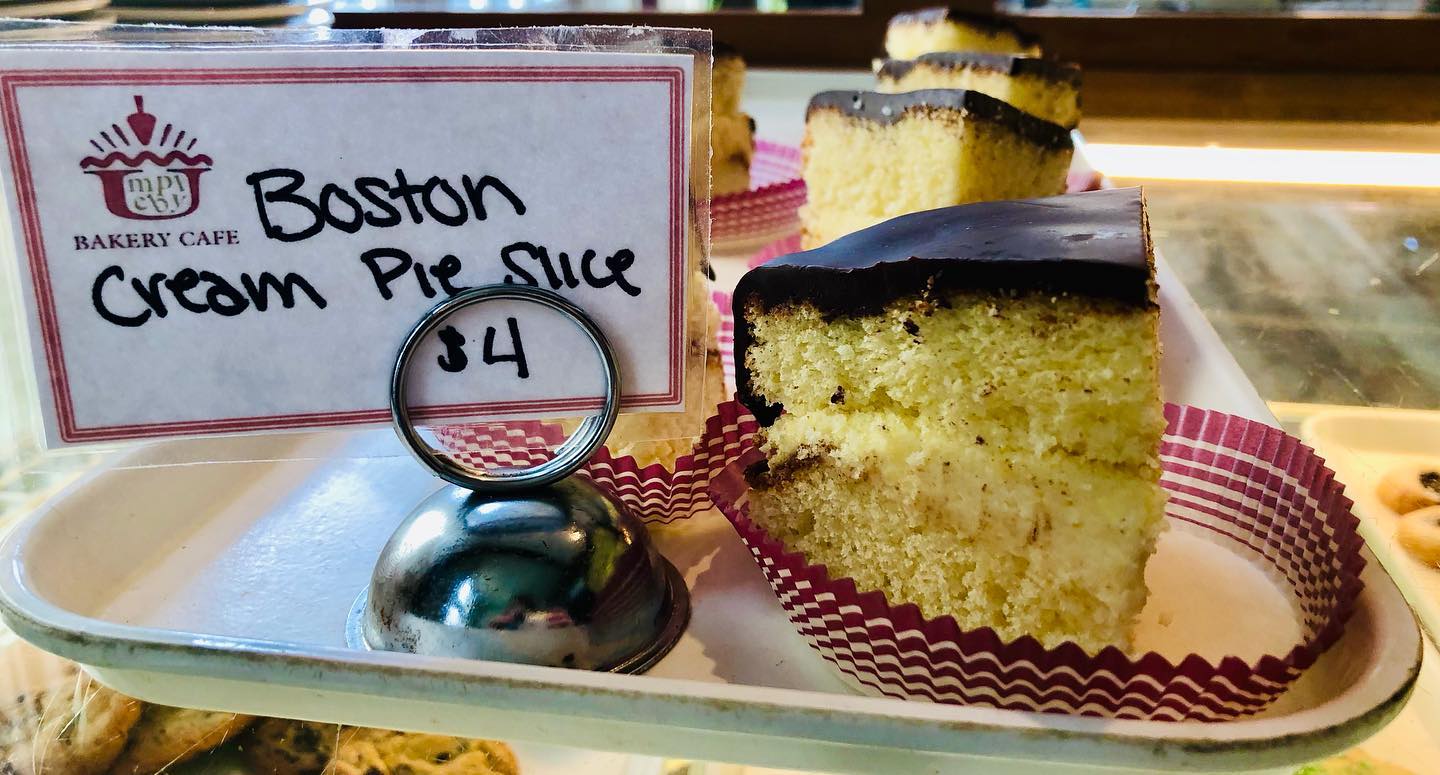 BAKERY CAFE
Boston
Cream Pie Slice
$4